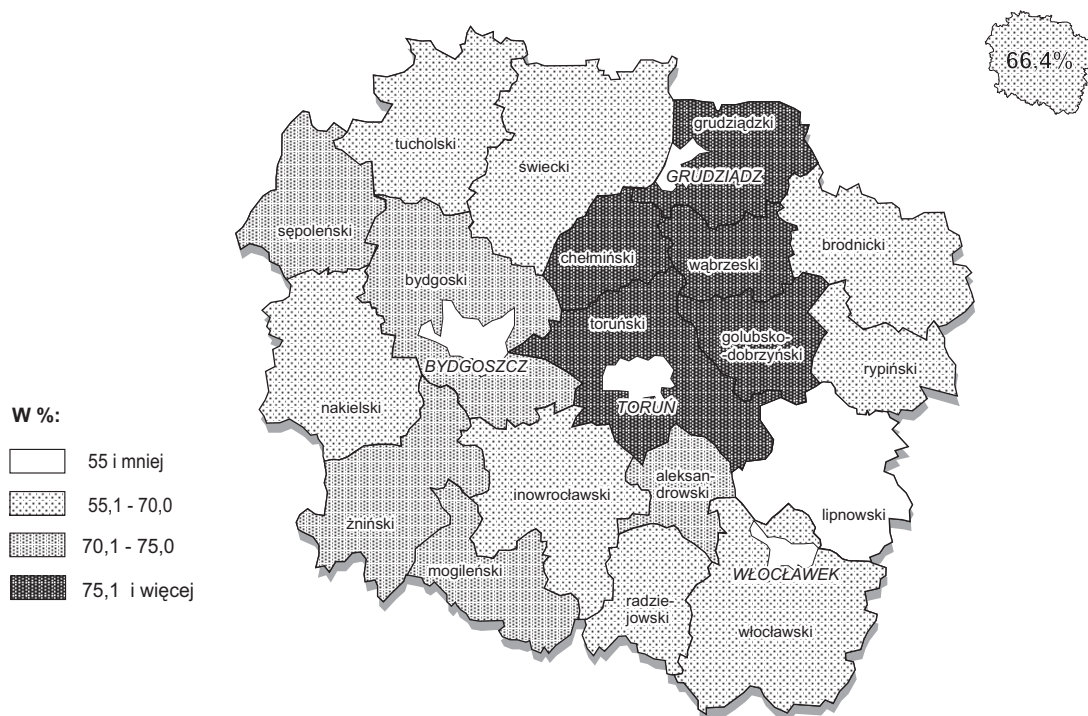 66,4%
grudziądzki
tucholski
świecki
GRUDZIĄDZ
sępoleński
brodnicki
chełmiński
wąbrzeski
bydgoski
toruński
golubsko-
-dobrzyński
BYDGOSZCZ
rypiński
nakielski
TORUŃ
W %:
55 i mniej
55,1 - 70,0
70,1 - 75,0
75,1 i więcej
aleksan-
drowski
inowrocławski
lipnowski
żniński
mogileński
WŁOCŁAWEK
radzie-
jowski
włocławski